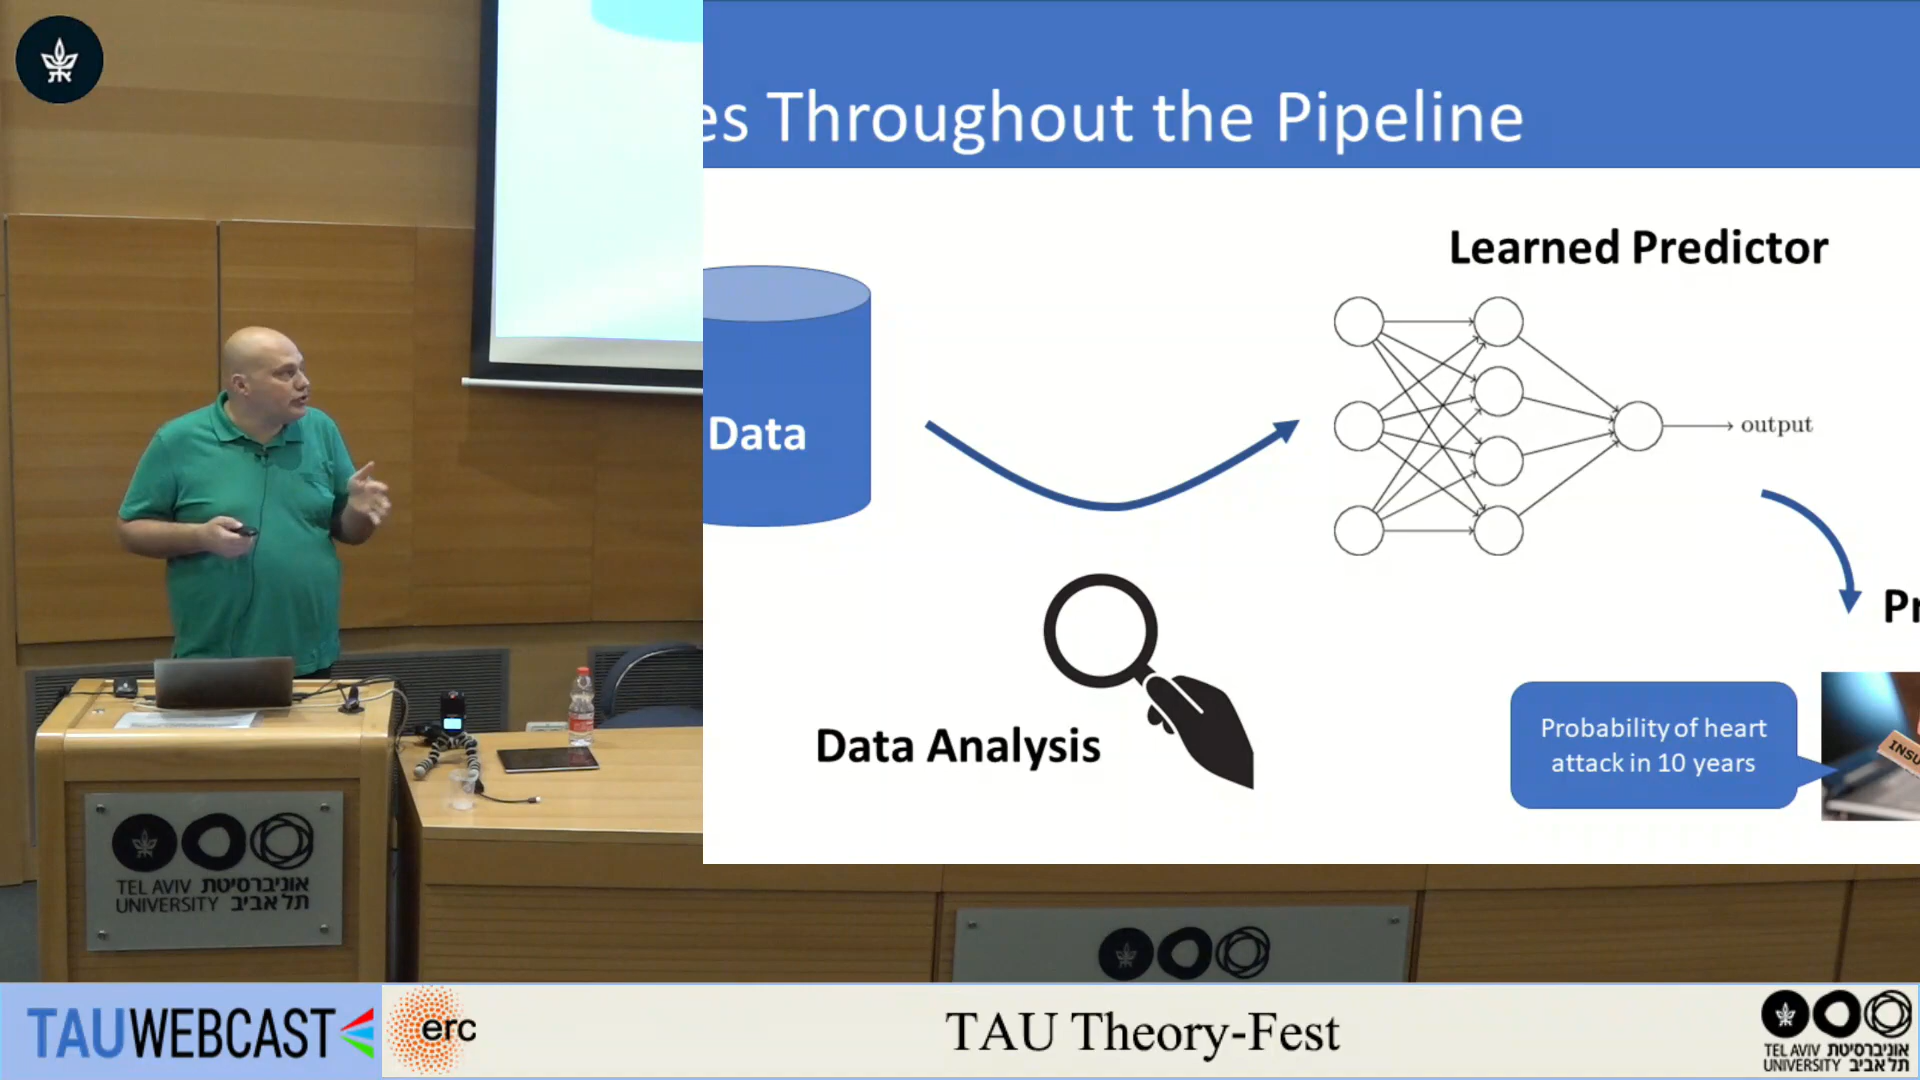 es Throughout the Pipeline
Learned Predictor
Data
output
Data Analysis
Pr
Probability of heart
attack in 10 years
INSU
TEL AVIV אוניברסיטת
UNIVERSITY תל אביב
TAUWEBCAST
erc
TAU Theory-Fest
TEL AVIV אוניברסיטת
UNIVERSITY תל אביב